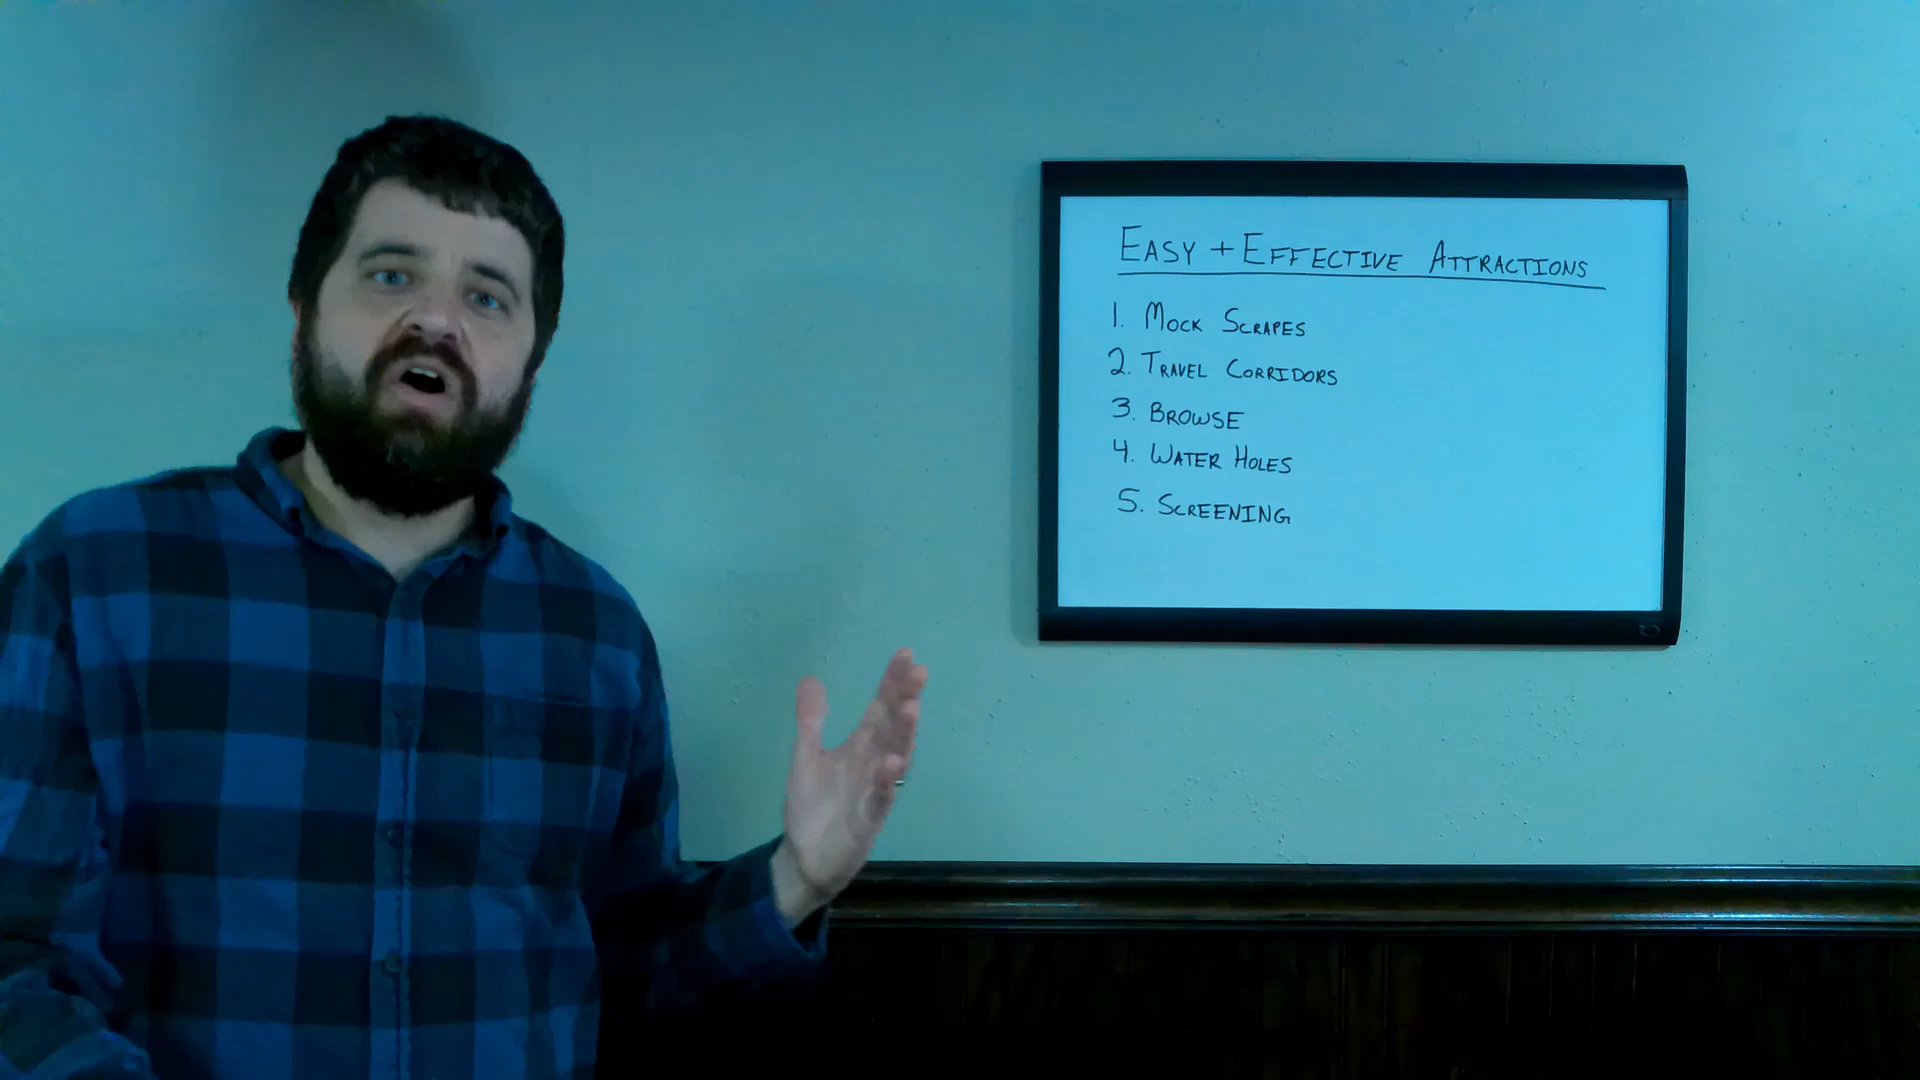 EASY + EFFECTIVE ATTRACTIONS
1. MOCK SCRAPES
2. TRAVEL CORRIDORS
3. BROWSE
4. WATER HOLES
5. SCREENING